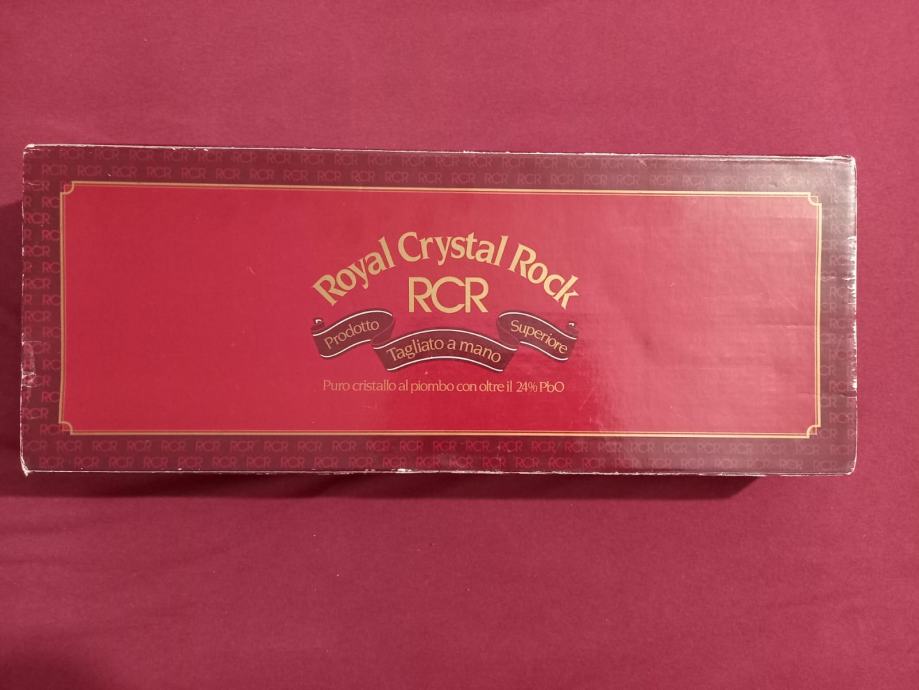 Royal Crystal Rock
RCR
Prodotto Tagliato a mano Superiore
Puro cristallo al piombo con oltre il 24% PbO